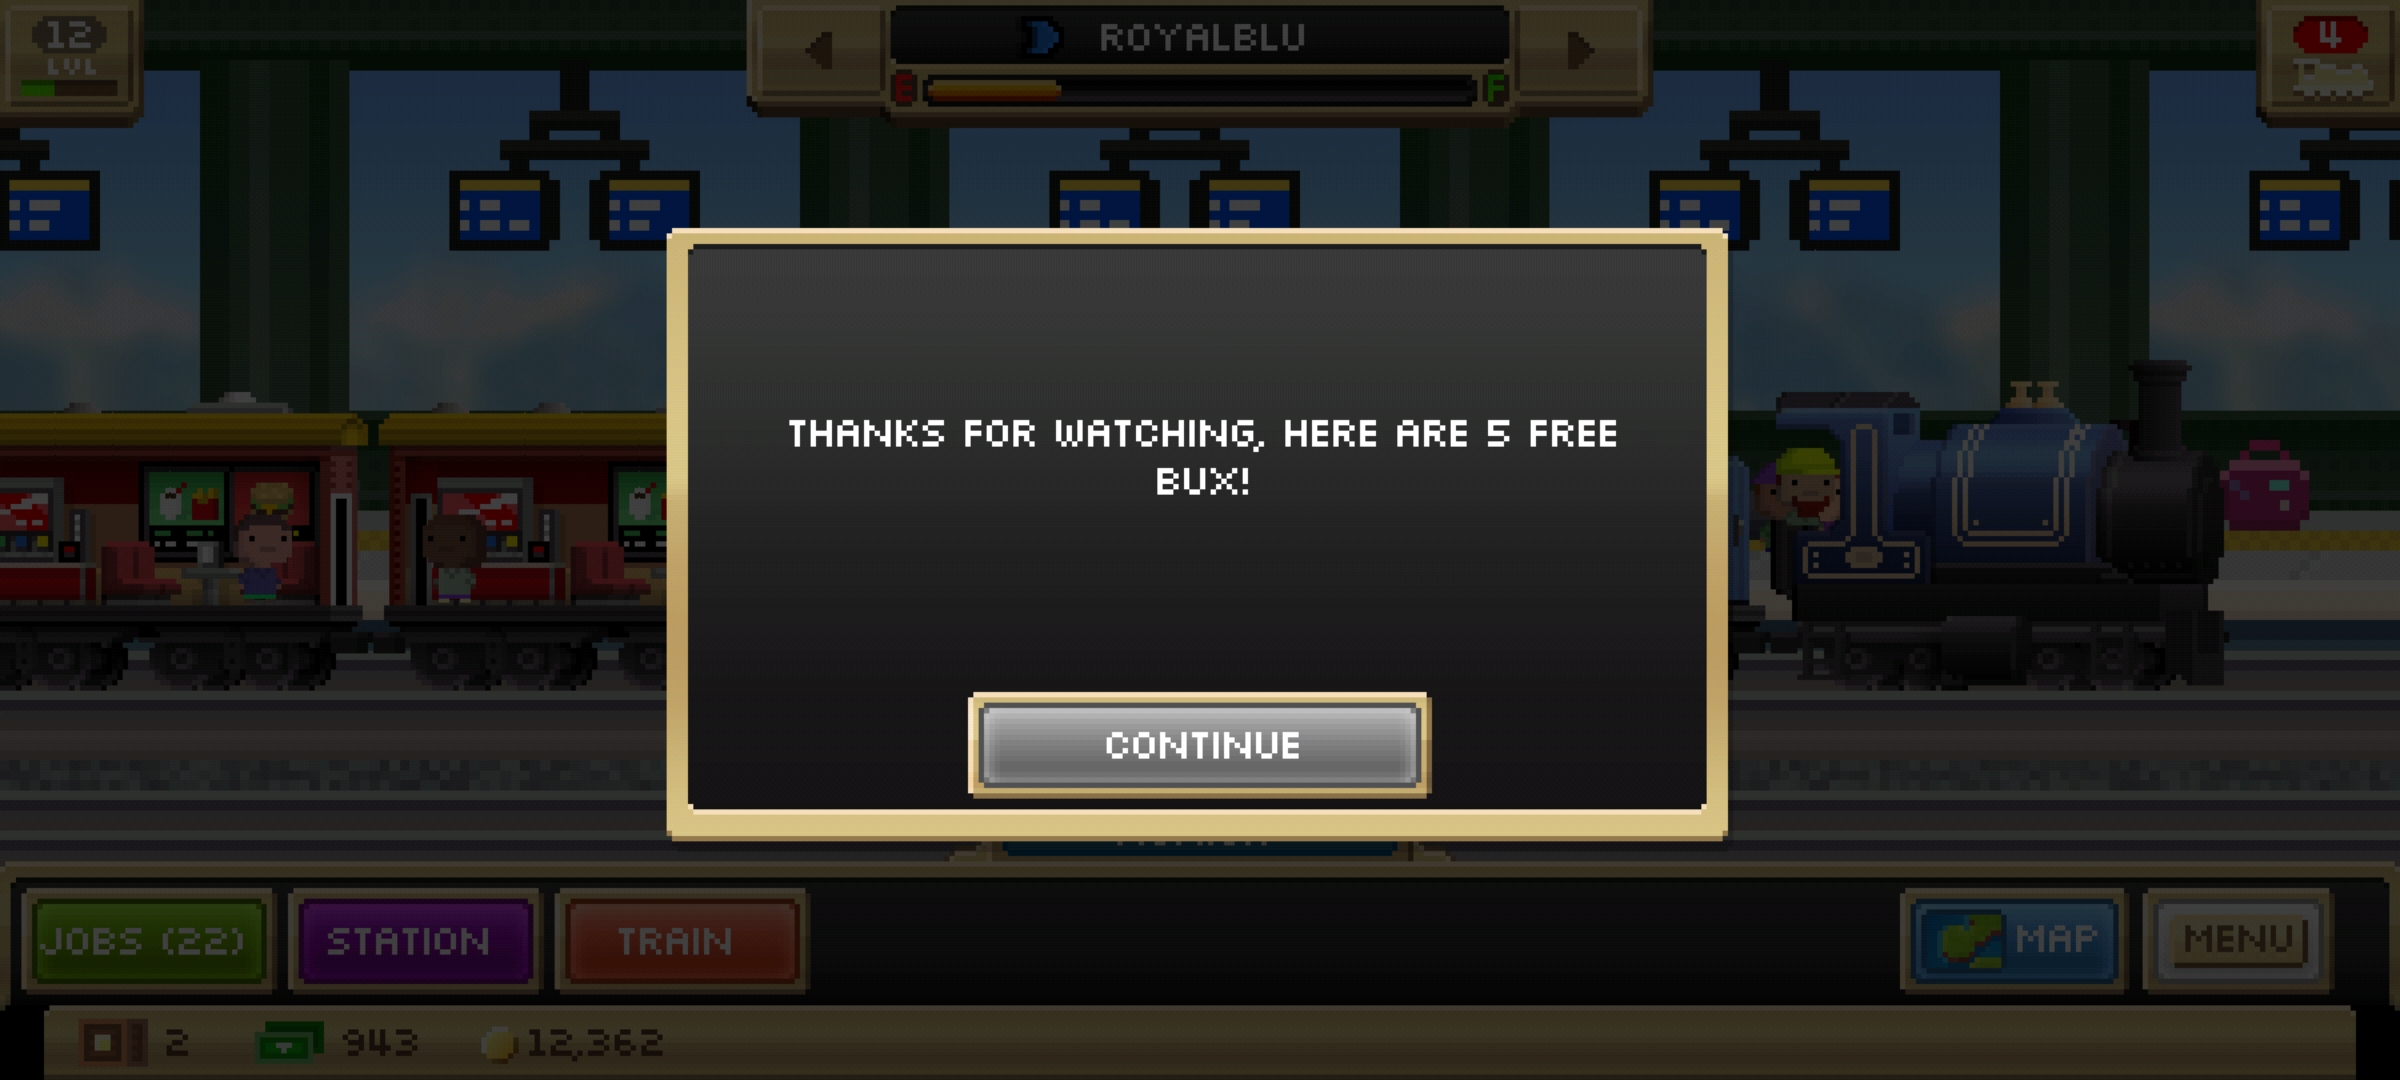 12
LVL
ROYALBLU
E F
4
THANKS FOR WATCHING, HERE ARE 5 FREE
BUX!
CONTINUE
JOBS (22) STATION TRAIN MAP MENU
2 943 12,362